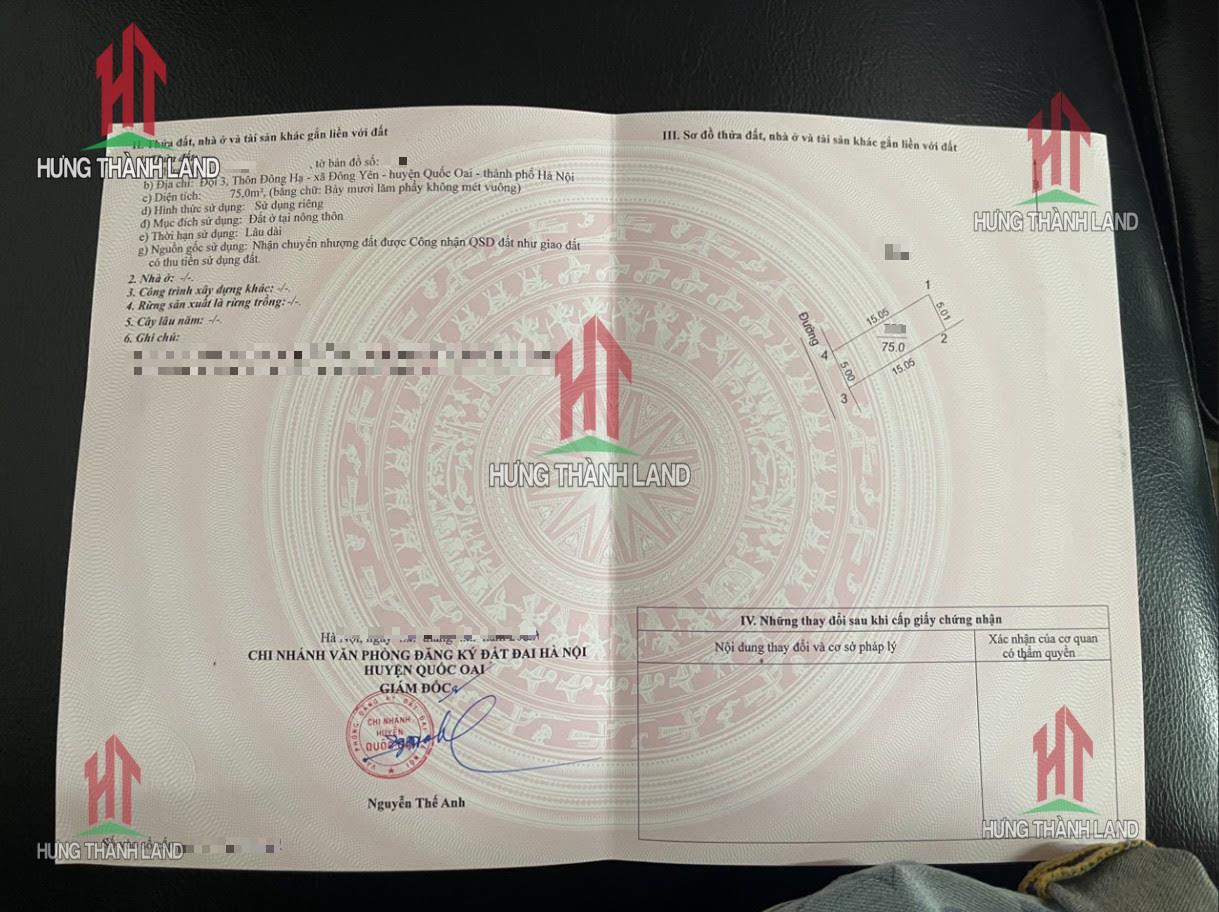 II. Thửa đất, nhà ở và tài sản khác gắn liền với đất
HƯNG THÀNH LAND
, tờ bản đồ số:
b) Địa chỉ: Đội 3, Thôn Đông Hạ - xã Đông Yên - huyện Quốc Oai - thành phố Hà Nội
c) Diện tích: 75,0m², (bằng chữ: Bảy mươi lăm phẩy không mét vuông)
d) Hình thức sử dụng: Sử dụng riêng
đ) Mục đích sử dụng: Đất ở tại nông thôn
e) Thời hạn sử dụng: Lâu dài
g) Nguồn gốc sử dụng: Nhận chuyển nhượng đất được Công nhận QSD đất như giao đất
có thu tiền sử dụng đất.
2. Nhà ở: -/-.
3. Công trình xây dựng khác: -/-.
4. Rừng sản xuất là rừng trồng: -/-.
5. Cây lâu năm: -/-.
6. Ghi chú:
Hà Nội, ngày
CHI NHÁNH VĂN PHÒNG ĐĂNG KÝ ĐẤT ĐAI HÀ NỘI
HUYỆN QUỐC OAI
GIÁM ĐỐC
CHI NHÁNH
HUYỆN
QUỐC OAI
Nguyễn Thế Anh
HƯNG THÀNH LAND
HƯNG THÀNH LAND
III. Sơ đồ thửa đất, nhà ở và tài sản khác gắn liền với đất
HƯNG THÀNH LAND
1
15.05
5.01
Đường
2
4
75.0
15.05
5.00
3
IV. Những thay đổi sau khi cấp giấy chứng nhận
Nội dung thay đổi và cơ sở pháp lý
Xác nhận của cơ quan
có thẩm quyền
HƯNG THÀNH LAND